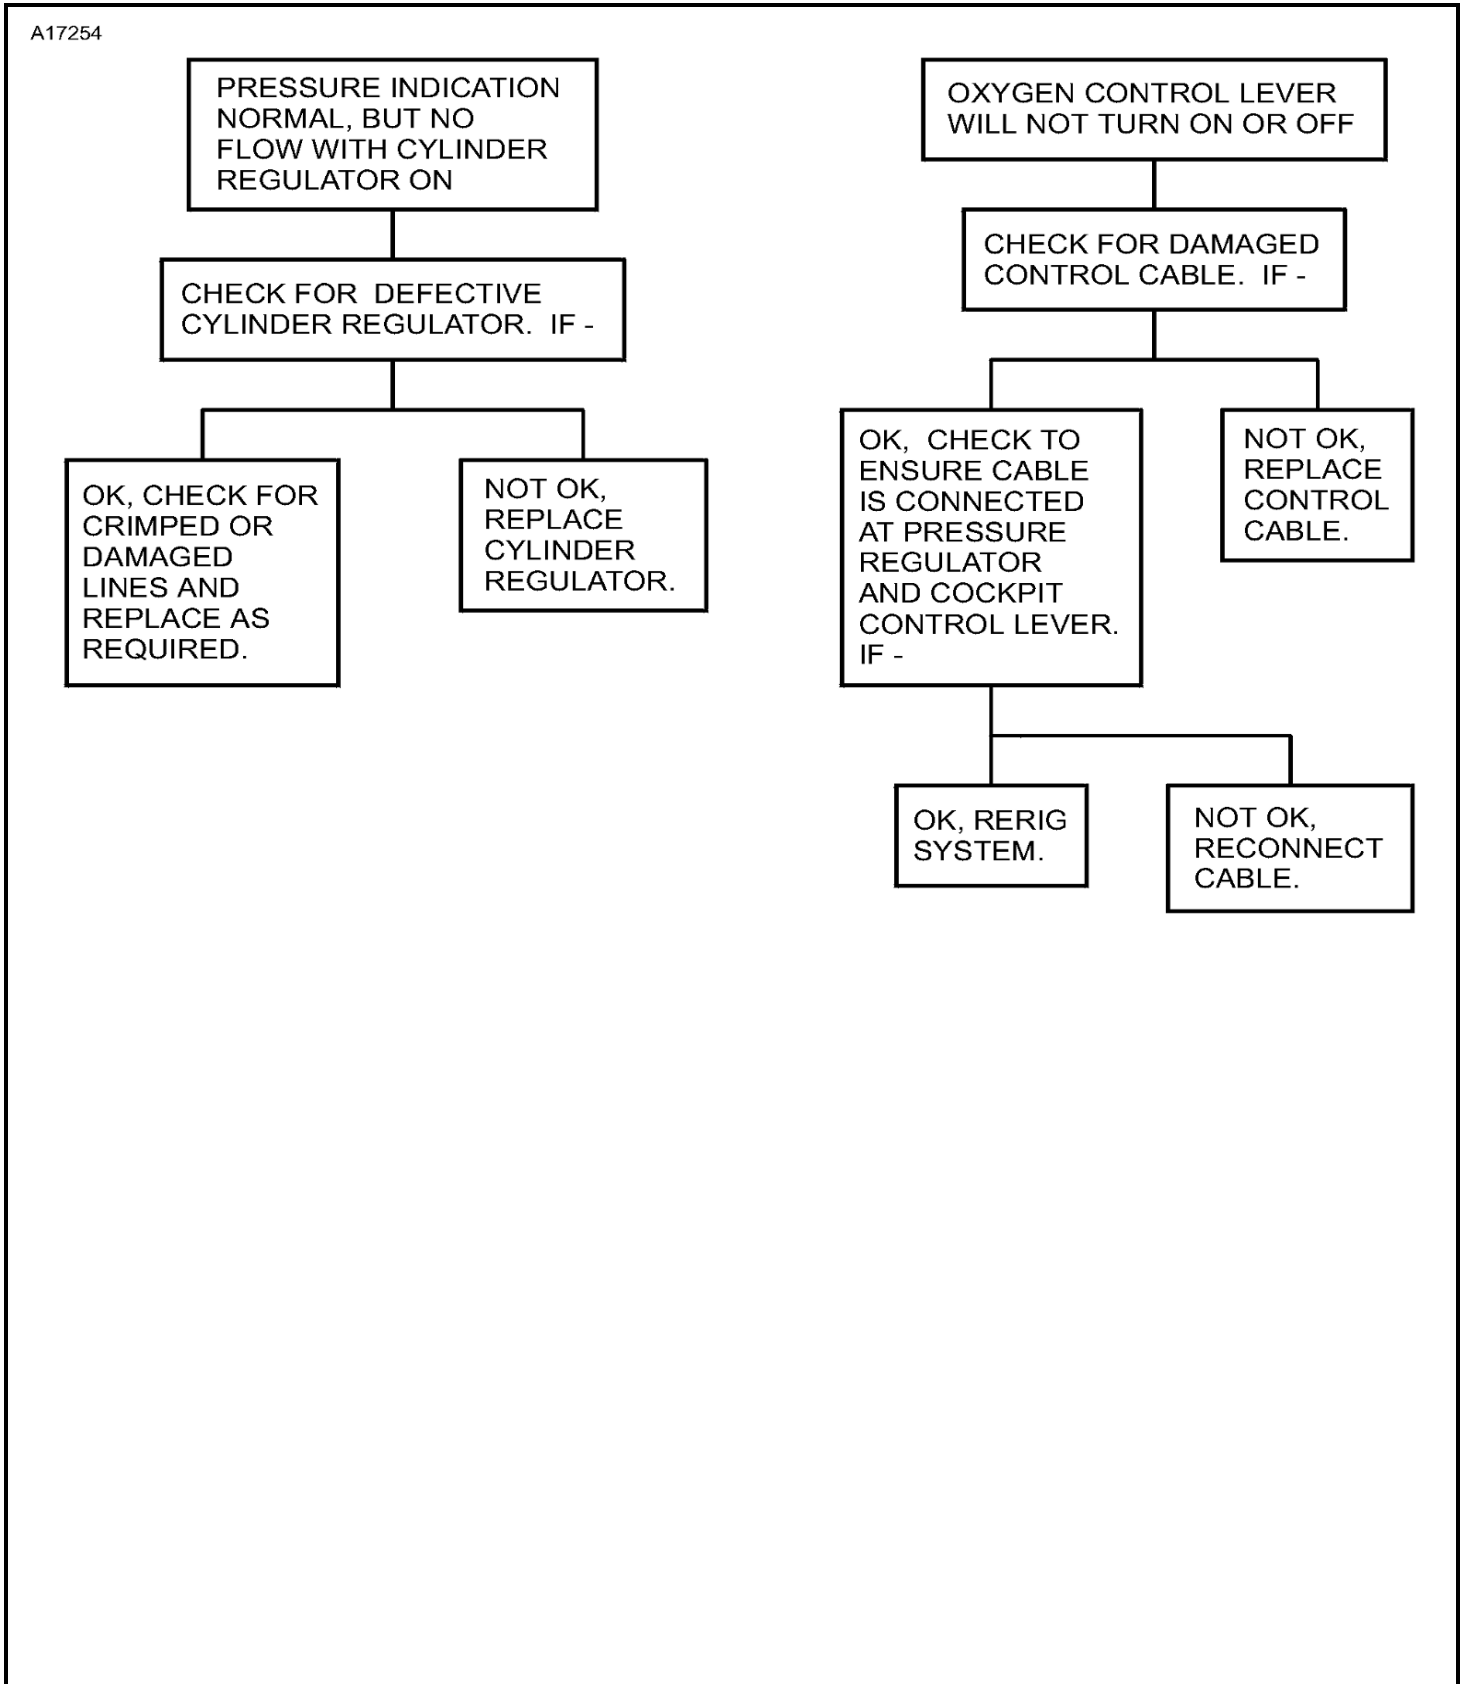 A17254
PRESSURE INDICATION
NORMAL, BUT NO
FLOW WITH CYLINDER
REGULATOR ON
CHECK FOR DEFECTIVE
CYLINDER REGULATOR. IF -
OK, CHECK FOR
CRIMPED OR
DAMAGED
LINES AND
REPLACE AS
REQUIRED.
NOT OK,
REPLACE
CYLINDER
REGULATOR.
OXYGEN CONTROL LEVER
WILL NOT TURN ON OR OFF
CHECK FOR DAMAGED
CONTROL CABLE. IF -
OK, CHECK TO
ENSURE CABLE
IS CONNECTED
AT PRESSURE
REGULATOR
AND COCKPIT
CONTROL LEVER.
IF -
NOT OK,
REPLACE
CONTROL
CABLE.
OK, RERIG
SYSTEM.
NOT OK,
RECONNECT
CABLE.